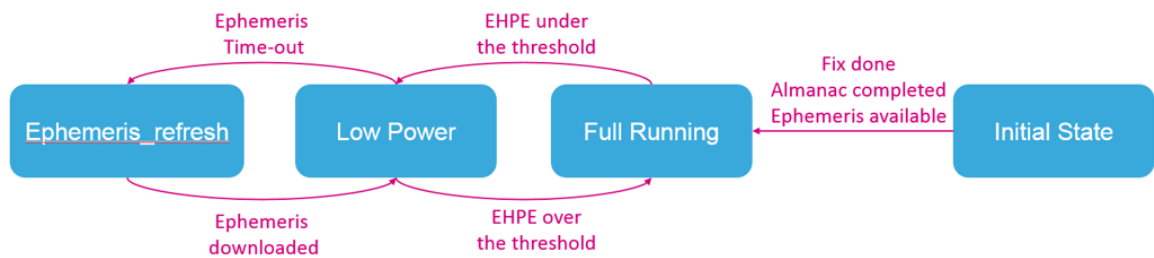 Ephemeris
Time-out
EHPE under
the threshold
Fix done
Almanac completed
Ephemeris available
Ephemeris_refresh
Low Power
Full Running
Initial State
Ephemeris
downloaded
EHPE over
the threshold